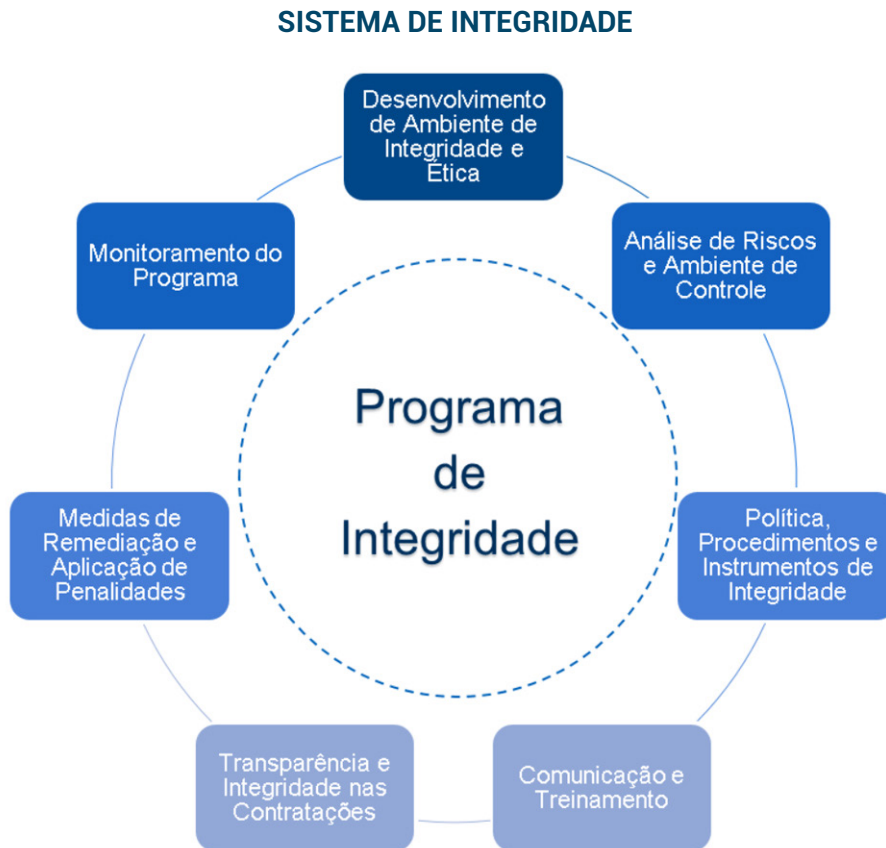 SISTEMA DE INTEGRIDADE
Desenvolvimento
de Ambiente de
Integridade e
Ética
Análise de Riscos
e Ambiente de
Controle
Política,
Procedimentos e
Instrumentos de
Integridade
Comunicação e
Treinamento
Transparência e
Integridade nas
Contratações
Medidas de
Remediação e
Aplicação de
Penalidades
Monitoramento do
Programa
Programa
de
Integridade